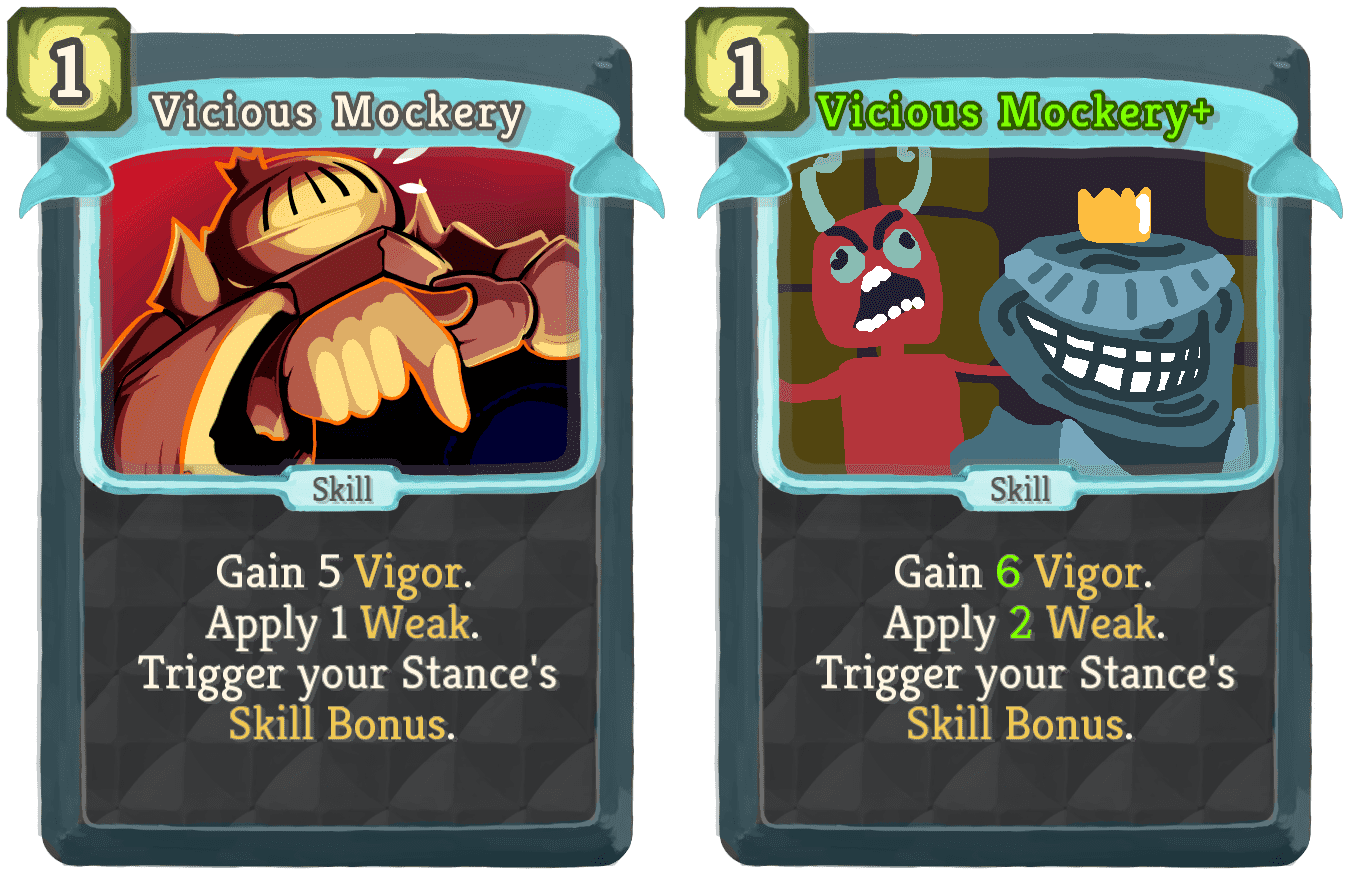 1
Vicious Mockery
Skill
Gain 5 Vigor.
Apply 1 Weak.
Trigger your Stance's
Skill Bonus.
1
Vicious Mockery+
Skill
Gain 6 Vigor.
Apply 2 Weak.
Trigger your Stance's
Skill Bonus.